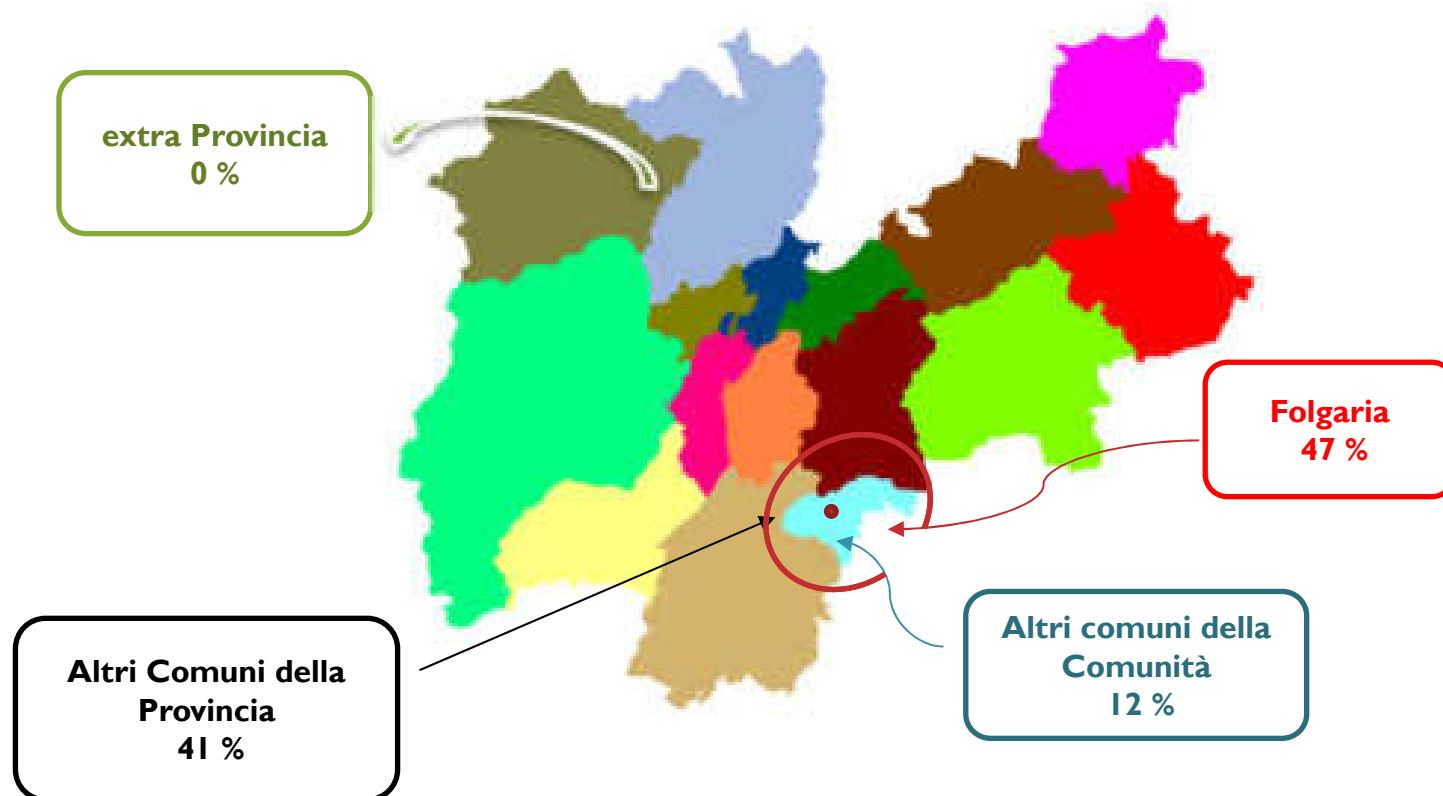 extra Provincia
0 %
Folgaria
47 %
Altri comuni della
Comunità
12 %
Altri Comuni della
Provincia
41 %